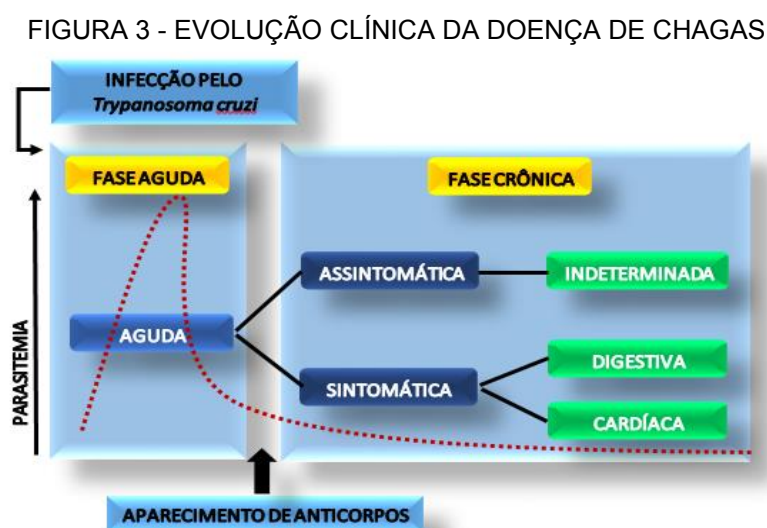 FIGURA 3 - EVOLUÇÃO CLÍNICA DA DOENÇA DE CHAGAS
INFECÇÃO PELO
Trypanosoma cruzi
FASE AGUDA
FASE CRÔNICA
PARASITEMIA
AGUDA
ASSINTOMÁTICA
INDETERMINADA
SINTOMÁTICA
DIGESTIVA
CARDÍACA
APARECIMENTO DE ANTICORPOS